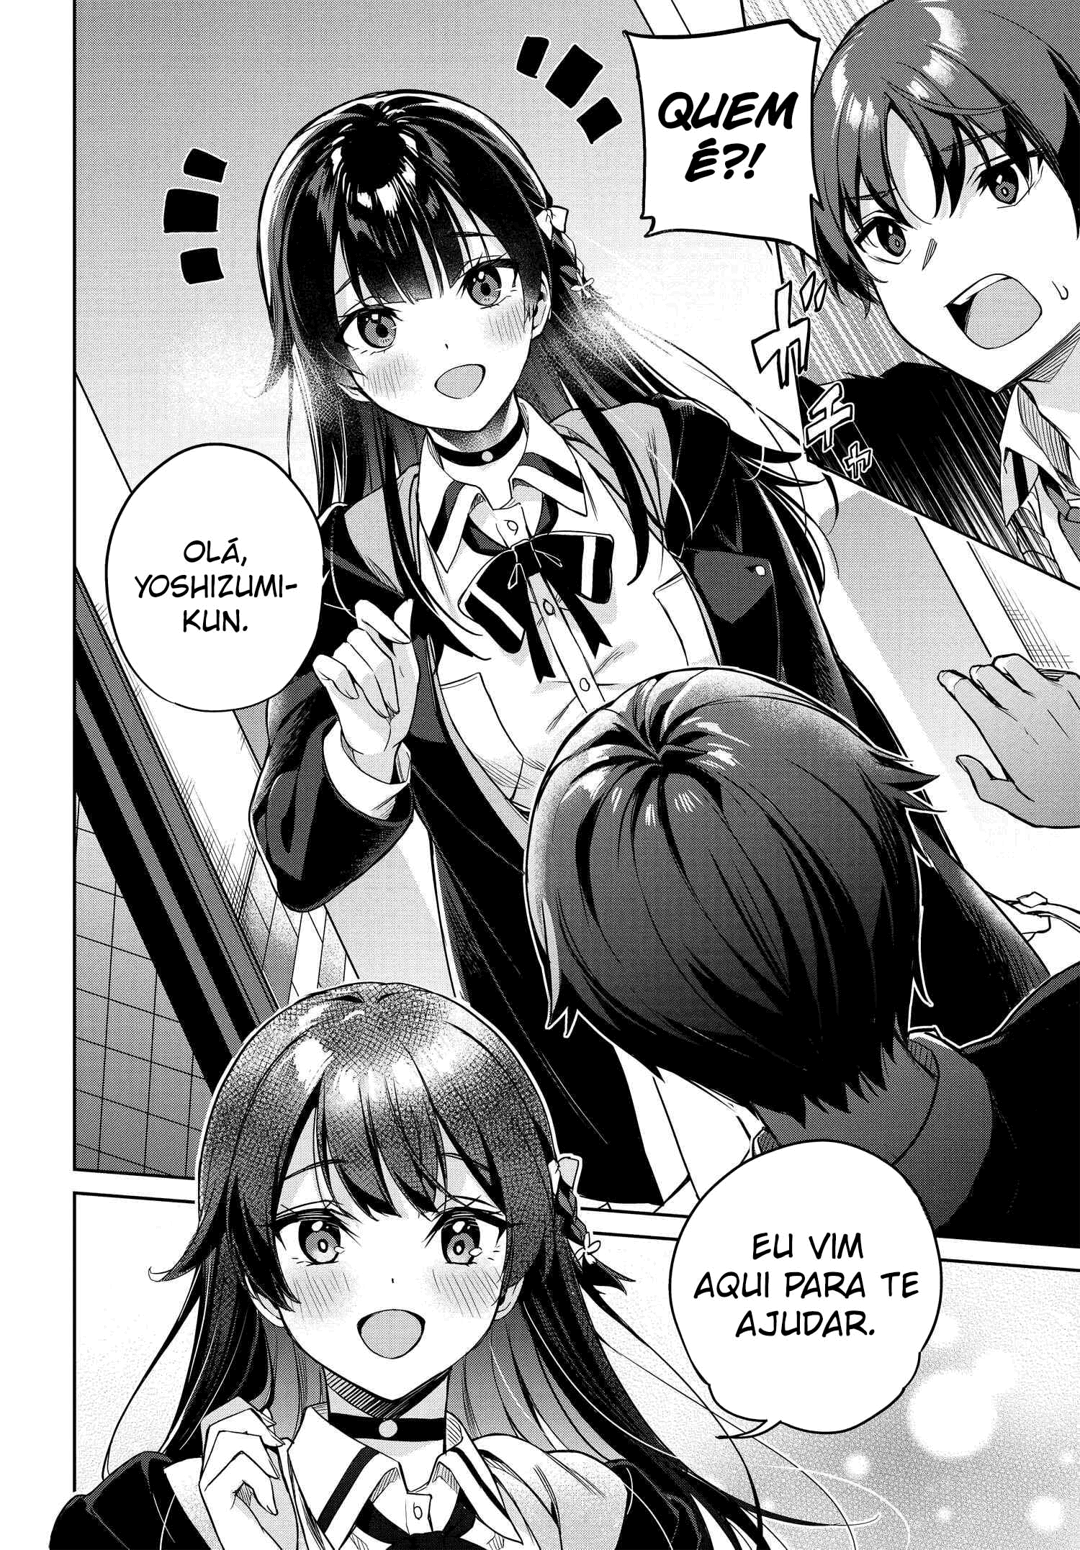 QUEM
É?!
ガチャ
OLÁ,
YOSHIZUMI-
KUN.
EU VIM
AQUI PARA TE
AJUDAR.